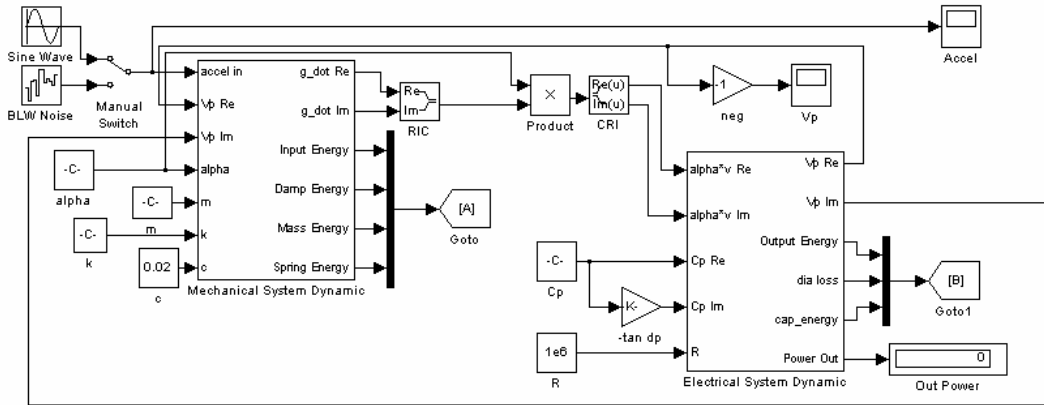 Sine Wave
BLW Noise
Manual
Switch
-C-
alpha
-C-
m
-C-
k
0.02
c
accel in
Vp Re
Vp Im
alpha
m
k
c
g_dot Re
g_dot Im
Input Energy
Damp Energy
Mass Energy
Spring Energy
Mechanical System Dynamic
Re
Im
RIC
[A]
Goto
×
Product
Re(u)
Im(u)
CRI
-1
neg
Vp
Accel
-C-
Cp
K-
-tan dp
1e6
R
alpha*v Re
alpha*v Im
Cp Re
Cp Im
R
Vp Re
Vp Im
Output Energy
dia loss
cap_energy
Power Out
Electrical System Dynamic
[B]
Goto1
0
Out Power